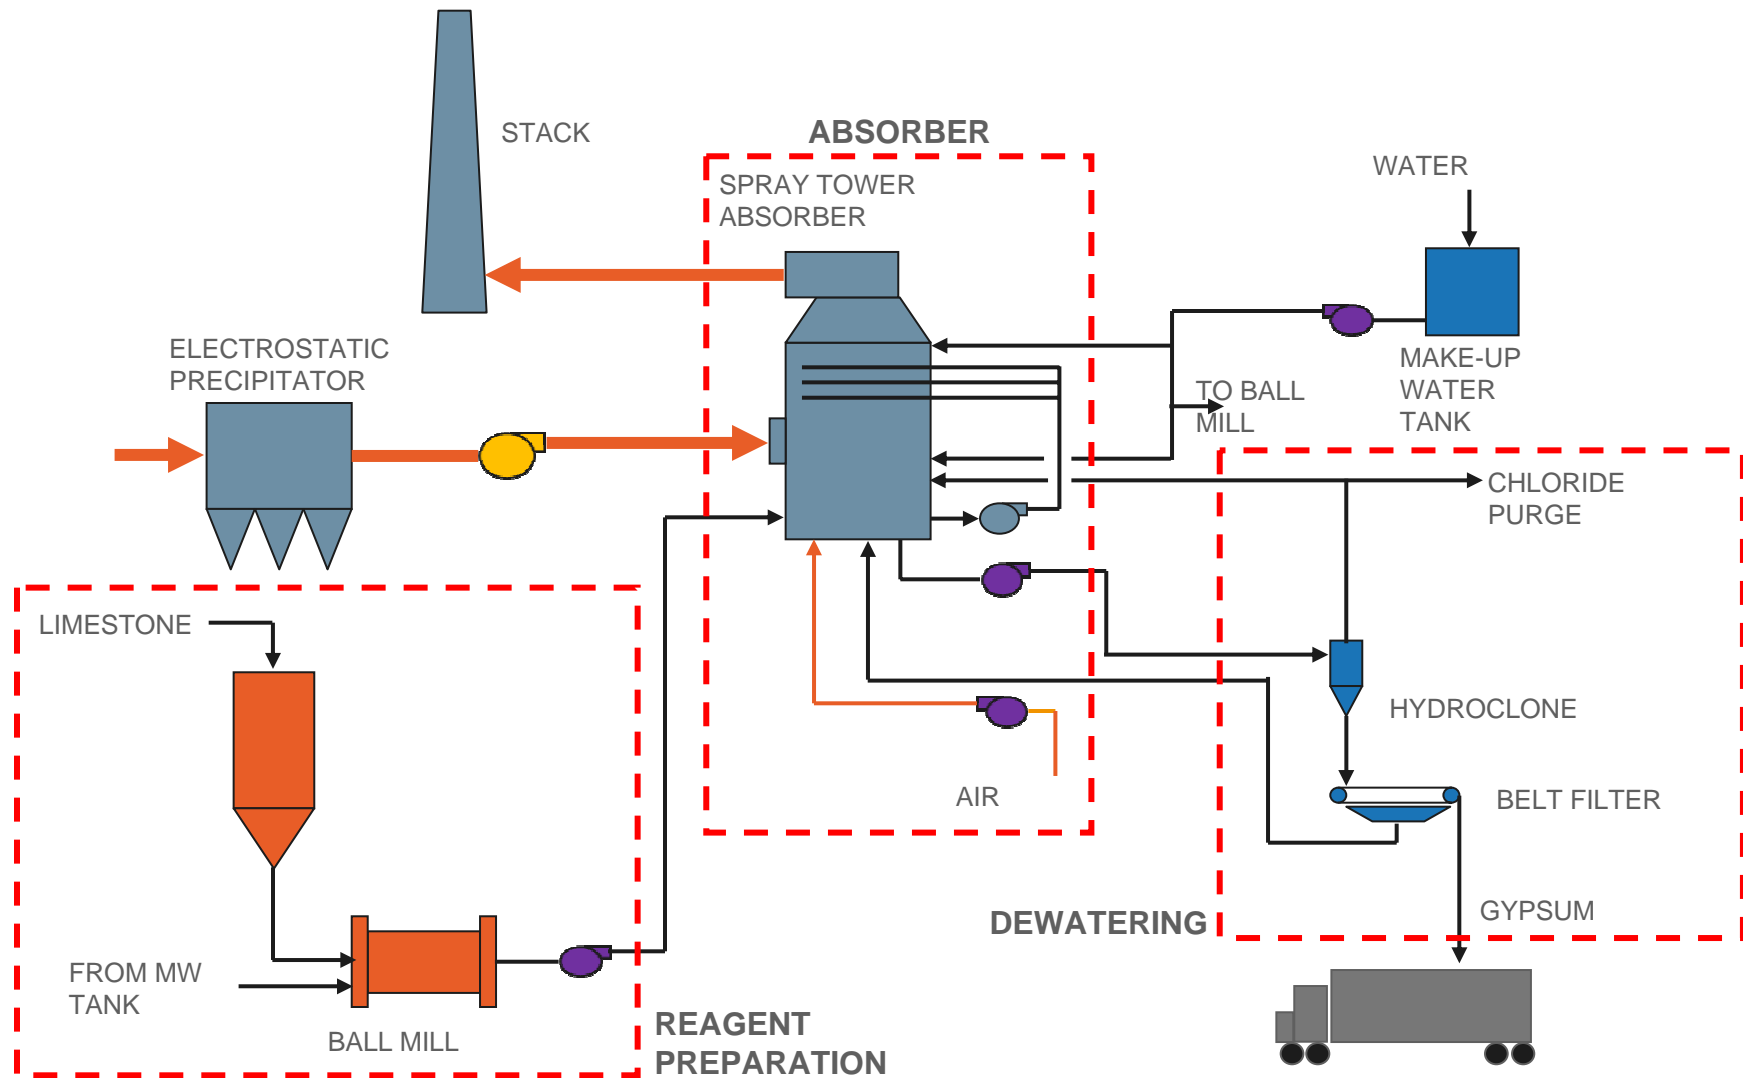 STACK
ABSORBER
SPRAY TOWER
ABSORBER
WATER
ELECTROSTATIC
PRECIPITATOR
MAKE-UP
WATER
TANK
TO BALL
MILL
CHLORIDE
PURGE
LIMESTONE
HYDROCLONE
AIR
BELT FILTER
GYPSUM
DEWATERING
FROM MW
TANK
BALL MILL
REAGENT
PREPARATION